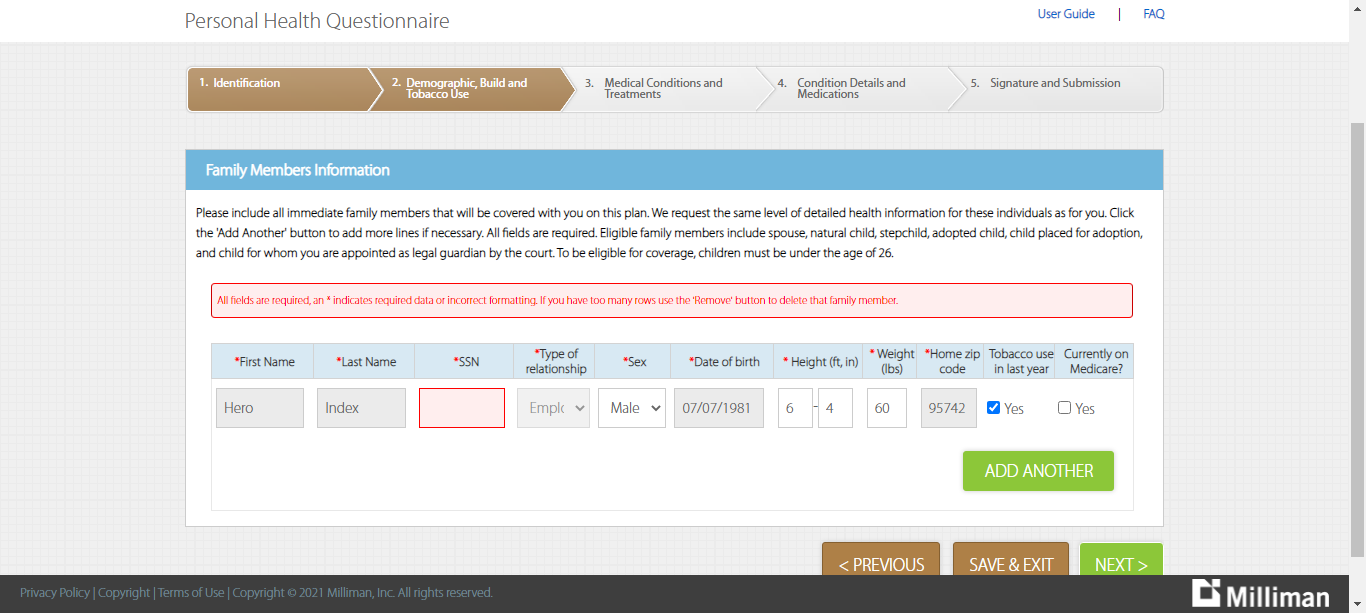 Personal Health Questionnaire
User Guide | FAQ
1. Identification
2. Demographic, Build and
Tobacco Use
3. Medical Conditions and
Treatments
4. Condition Details and
Medications
5. Signature and Submission
Family Members Information
Please include all immediate family members that will be covered with you on this plan. We request the same level of detailed health information for these individuals as for you. Click
the 'Add Another' button to add more lines if necessary. All fields are required. Eligible family members include spouse, natural child, stepchild, adopted child, child placed for adoption,
and child for whom you are appointed as legal guardian by the court. To be eligible for coverage, children must be under the age of 26.
All fields are required, an * indicates required data or incorrect formatting. If you have too many rows use the 'Remove' button to delete that family member.
*First Name
*Last Name
*SSN
*Type of
relationship
*Sex
*Date of birth
* Height (ft, in)
* Weight
(lbs)
*Home zip
code
Tobacco use
in last year
Currently on
Medicare?
Hero
Index
Emplo
Male
07/07/1981
6 - 4
60
95742
Yes
Yes
ADD ANOTHER
< PREVIOUS
SAVE & EXIT
NEXT >
Privacy Policy | Copyright | Terms of Use | Copyright © 2021 Milliman, Inc. All rights reserved.
Milliman